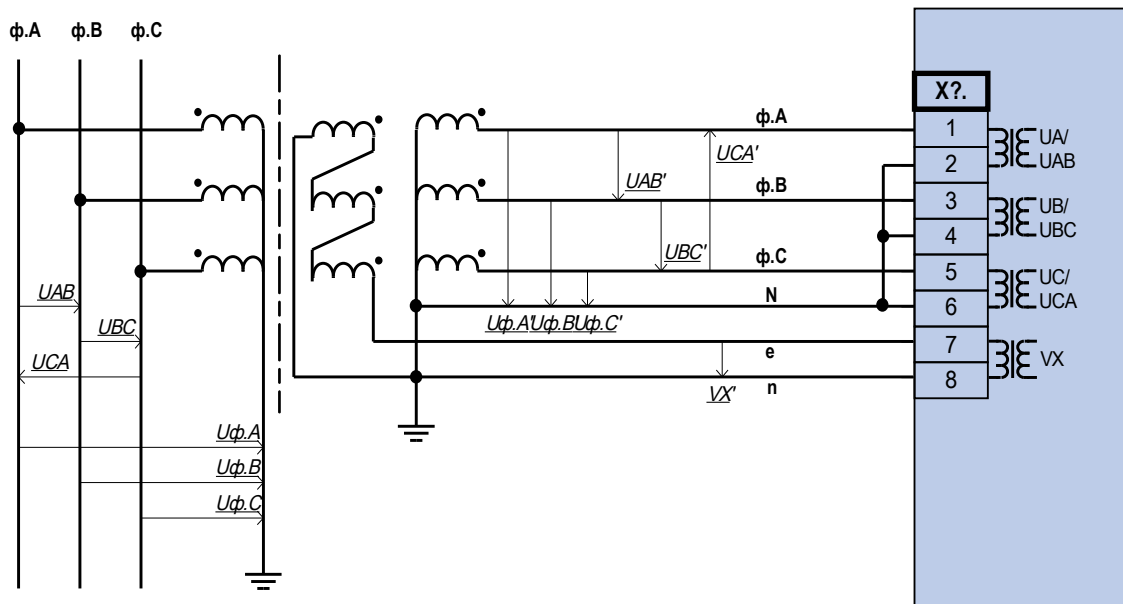 ф.A ф.B ф.C
X?.
ф.A
1
UA/
UAB
UCA'
2
UAB'
ф.B
3
UB/
UBC
4
UBC'
ф.C
5
UC/
UCA
UAB
N
6
Uф.A' Uф.B' Uф.C'
UBC
7
e
VX
UCA
8
n
VX'
Uф.A
Uф.B
Uф.C